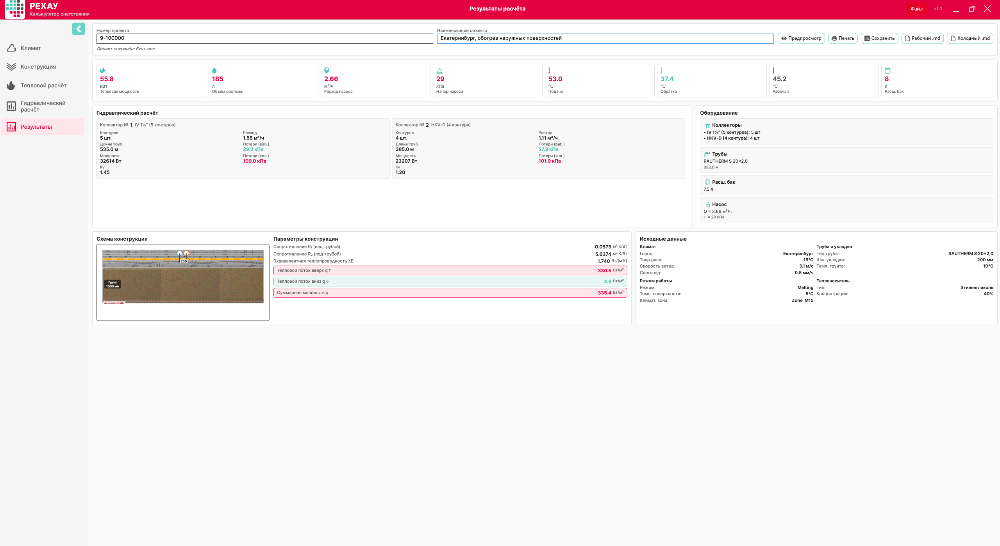 РЕХАУ
Калькулятор снеготаяния
Результаты расчёта
Файл
v1.0
Климат
Конструкция
Тепловой расчёт
Гидравлический
расчёт
Результаты
Номер проекта
9-100000
Проект сохранён: Екат.smc
Наименование объекта
Екатеринбург, обогрев наружных поверхностей
Предпросмотр
Печать
Сохранить
Рабочий .md
Холодный .md
55.8
кВт
Тепловая мощность
185
л
Объём системы
2.66
м³/ч
Расход насоса
29
кПа
Напор насоса
53.0
°C
Подача
37.4
°C
Обратка
45.2
°C
Рабочая
8
л
Расш. бак
Гидравлический расчёт
Коллектор № 1 IV 1¼" (5 контуров)
Контуров
5 шт.
Длина труб
535.0 м
Мощность
32614 Вт
Kv
1.45
Расход
1.55 м³/ч
Потери (раб.)
29.2 кПа
Потери (хол.)
109.0 кПа
Коллектор № 2 HKV-D (4 контура)
Контуров
4 шт.
Длина труб
385.0 м
Мощность
23207 Вт
Kv
1.20
Расход
1.11 м³/ч
Потери (раб.)
27.9 кПа
Потери (хол.)
101.0 кПа
Оборудование
Коллекторы
• IV 1¼" (5 контуров): 5 шт
• HKV-D (4 контура): 4 шт
Трубы
RAUTHERM S 20×2,0
920.0 м
Расш. бак
7.5 л
Насос
Q = 2.66 м³/ч
H = 29 кПа
Схема конструкции
200
Грунт
1000 мм
не в масштабе
Параметры конструкции
Сопротивление R₁ (над трубой) 0.0575 м²·K/Вт
Сопротивление R₂ (под трубой) 5.6374 м²·K/Вт
Эквивалентная теплопроводность λE 1.740 Вт/(м·K)
Тепловой поток вверх q↑ 330.5 Вт/м²
Тепловой поток вниз q↓ 4.9 Вт/м²
Суммарная мощность q 335.4 Вт/м²
Исходные данные
Климат
Город: Екатеринбург
Тнар.расч: -15°C
Скорость ветра: 3.1 м/с
Снегопад: 0.5 мм/ч
Режим работы
Режим: Melting
Темп. поверхности: 5°C
Климат. зона: Zone_M15
Труба и укладка
Тип трубы: RAUTHERM S 20×2,0
Шаг укладки: 200 мм
Темп. грунта: 10°C
Теплоноситель
Тип: Этиленгликоль
Концентрация: 40%